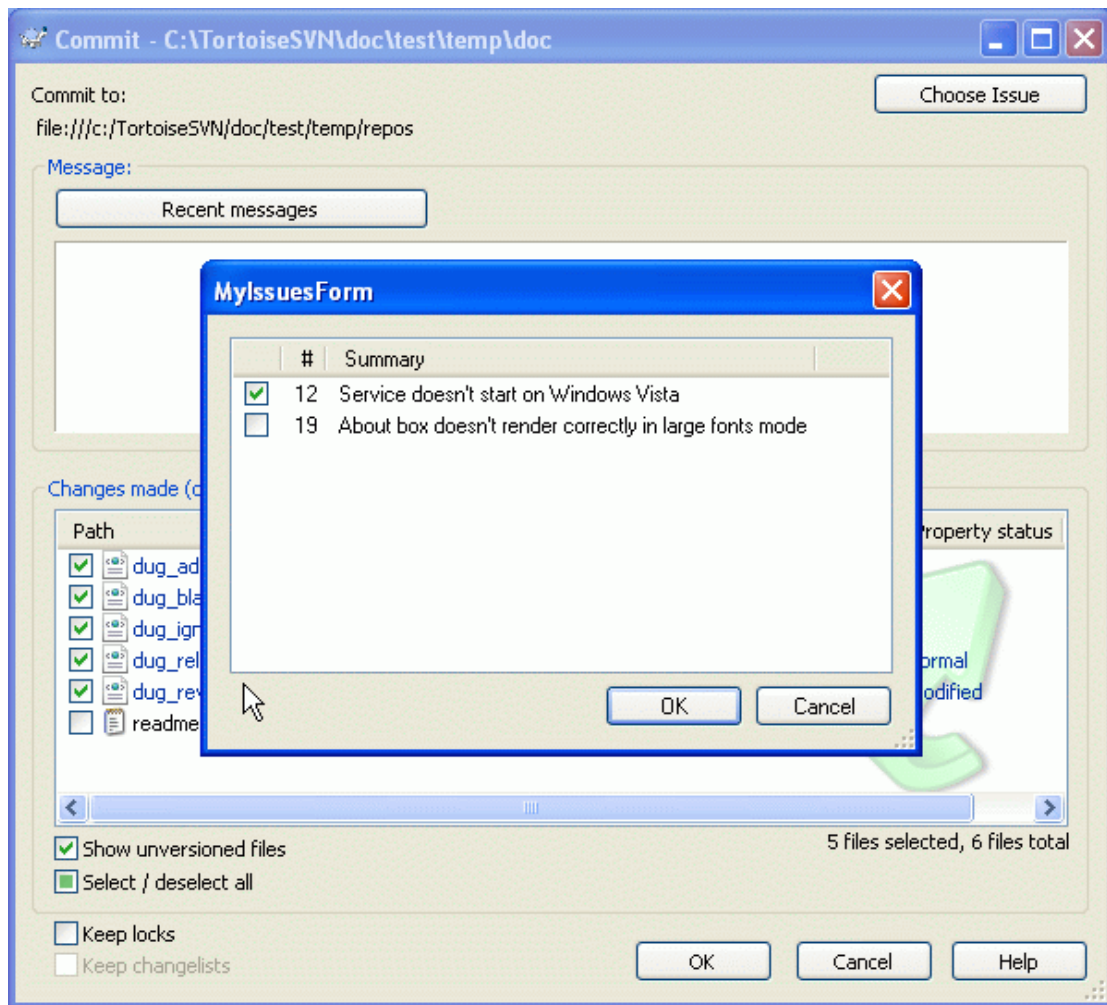 Commit - C:\TortoiseSVN\doc\test\temp\doc
Commit to:
Choose Issue
file:///c:/TortoiseSVN/doc/test/temp/repos
Message:
Recent messages
MyIssuesForm
# Summary
12 Service doesn't start on Windows Vista
19 About box doesn't render correctly in large fonts mode
OK Cancel
Changes made
Path
Property status
dug_ad
dug_bla
dug_ign
dug_rel
dug_rev
readme
5 files selected, 6 files total
Show unversioned files
Select / deselect all
Keep locks
Keep changelists
OK Cancel Help